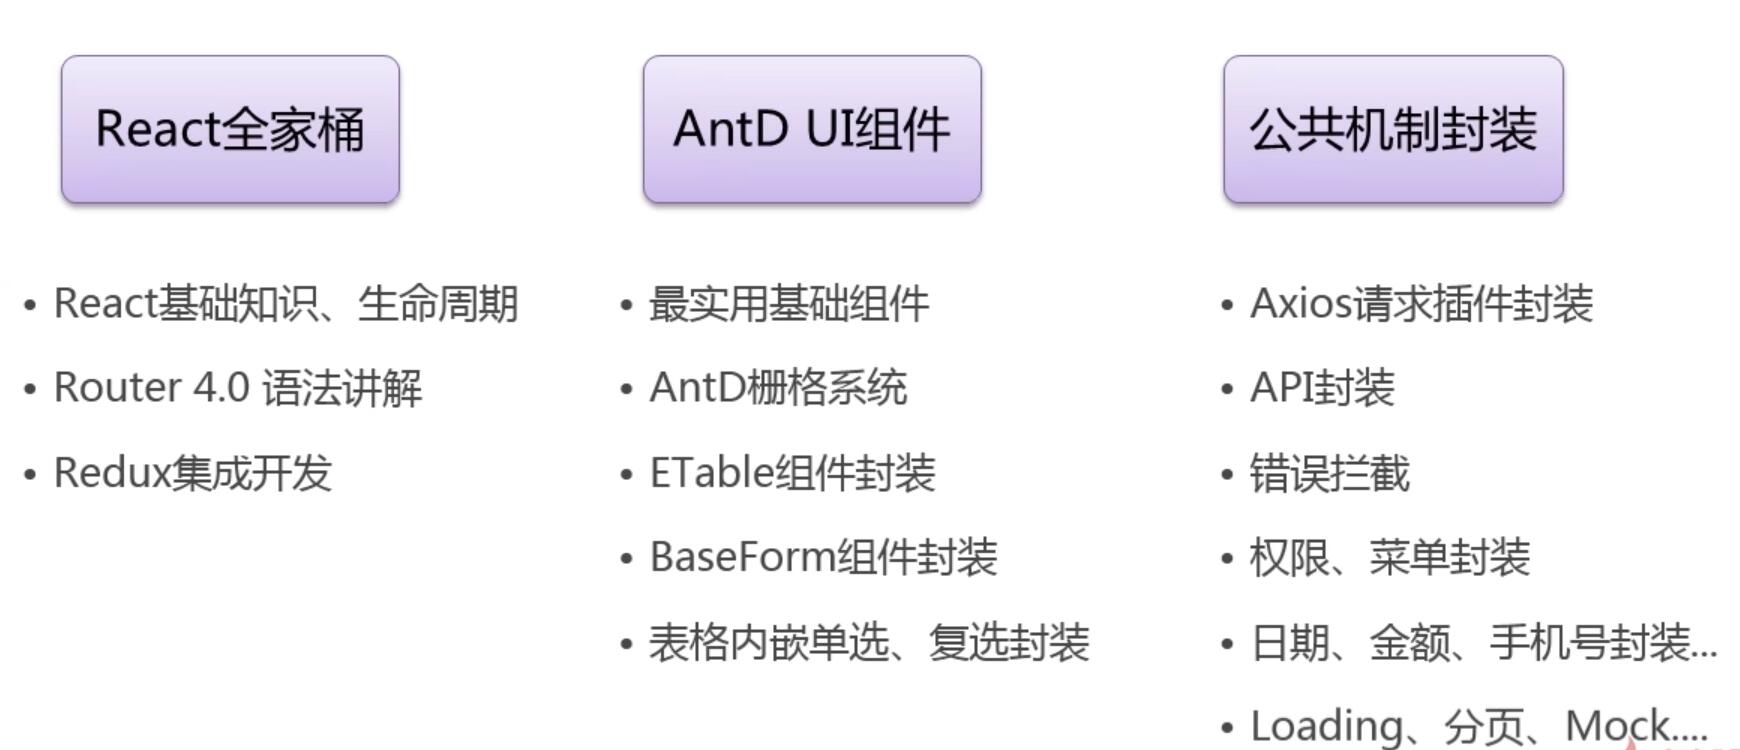 React全家桶
• React基础知识、生命周期
• Router 4.0 语法讲解
• Redux集成开发
AntD UI组件
• 最实用基础组件
• AntD栅格系统
• ETable组件封装
• BaseForm组件封装
• 表格内嵌单选、复选封装
公共机制封装
• Axios请求插件封装
• API封装
• 错误拦截
• 权限、菜单封装
• 日期、金额、手机号封装...
• Loading、分页、Mock....